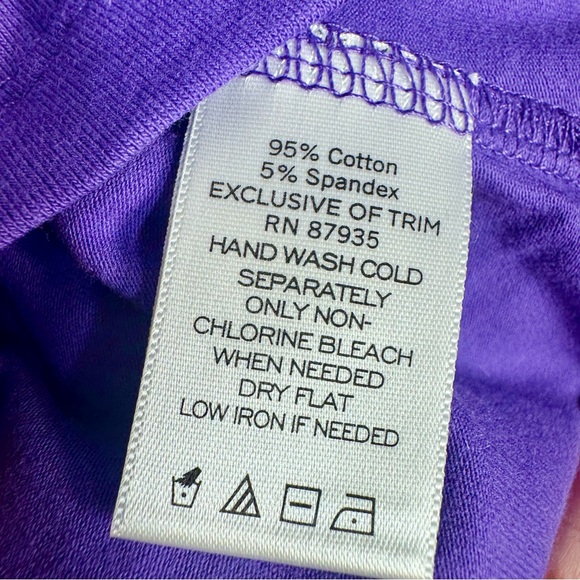 95% Cotton
5% Spandex
EXCLUSIVE OF TRIM
RN 87935
HAND WASH COLD
SEPARATELY
ONLY NON-
CHLORINE BLEACH
WHEN NEEDED
DRY FLAT
LOW IRON IF NEEDED